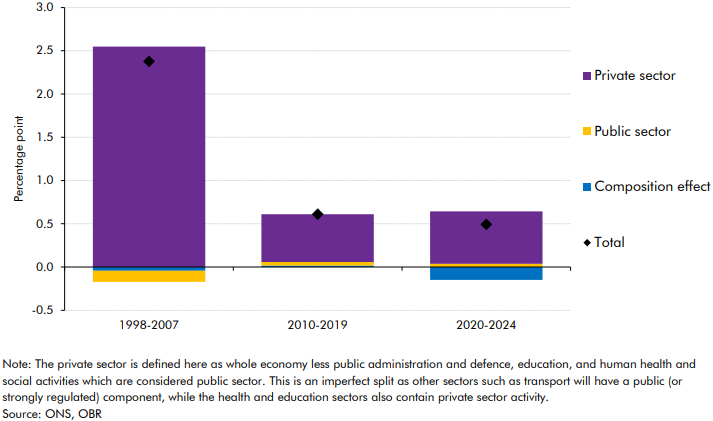 3.0
2.5
2.0
1.5
1.0
0.5
0.0
-0.5
Percentage point
1998-2007
2010-2019
2020-2024
Private sector
Public sector
Composition effect
Total
Note: The private sector is defined here as whole economy less public administration and defence, education, and human health and
social activities which are considered public sector. This is an imperfect split as other sectors such as transport will have a public (or
strongly regulated) component, while the health and education sectors also contain private sector activity.
Source: ONS, OBR